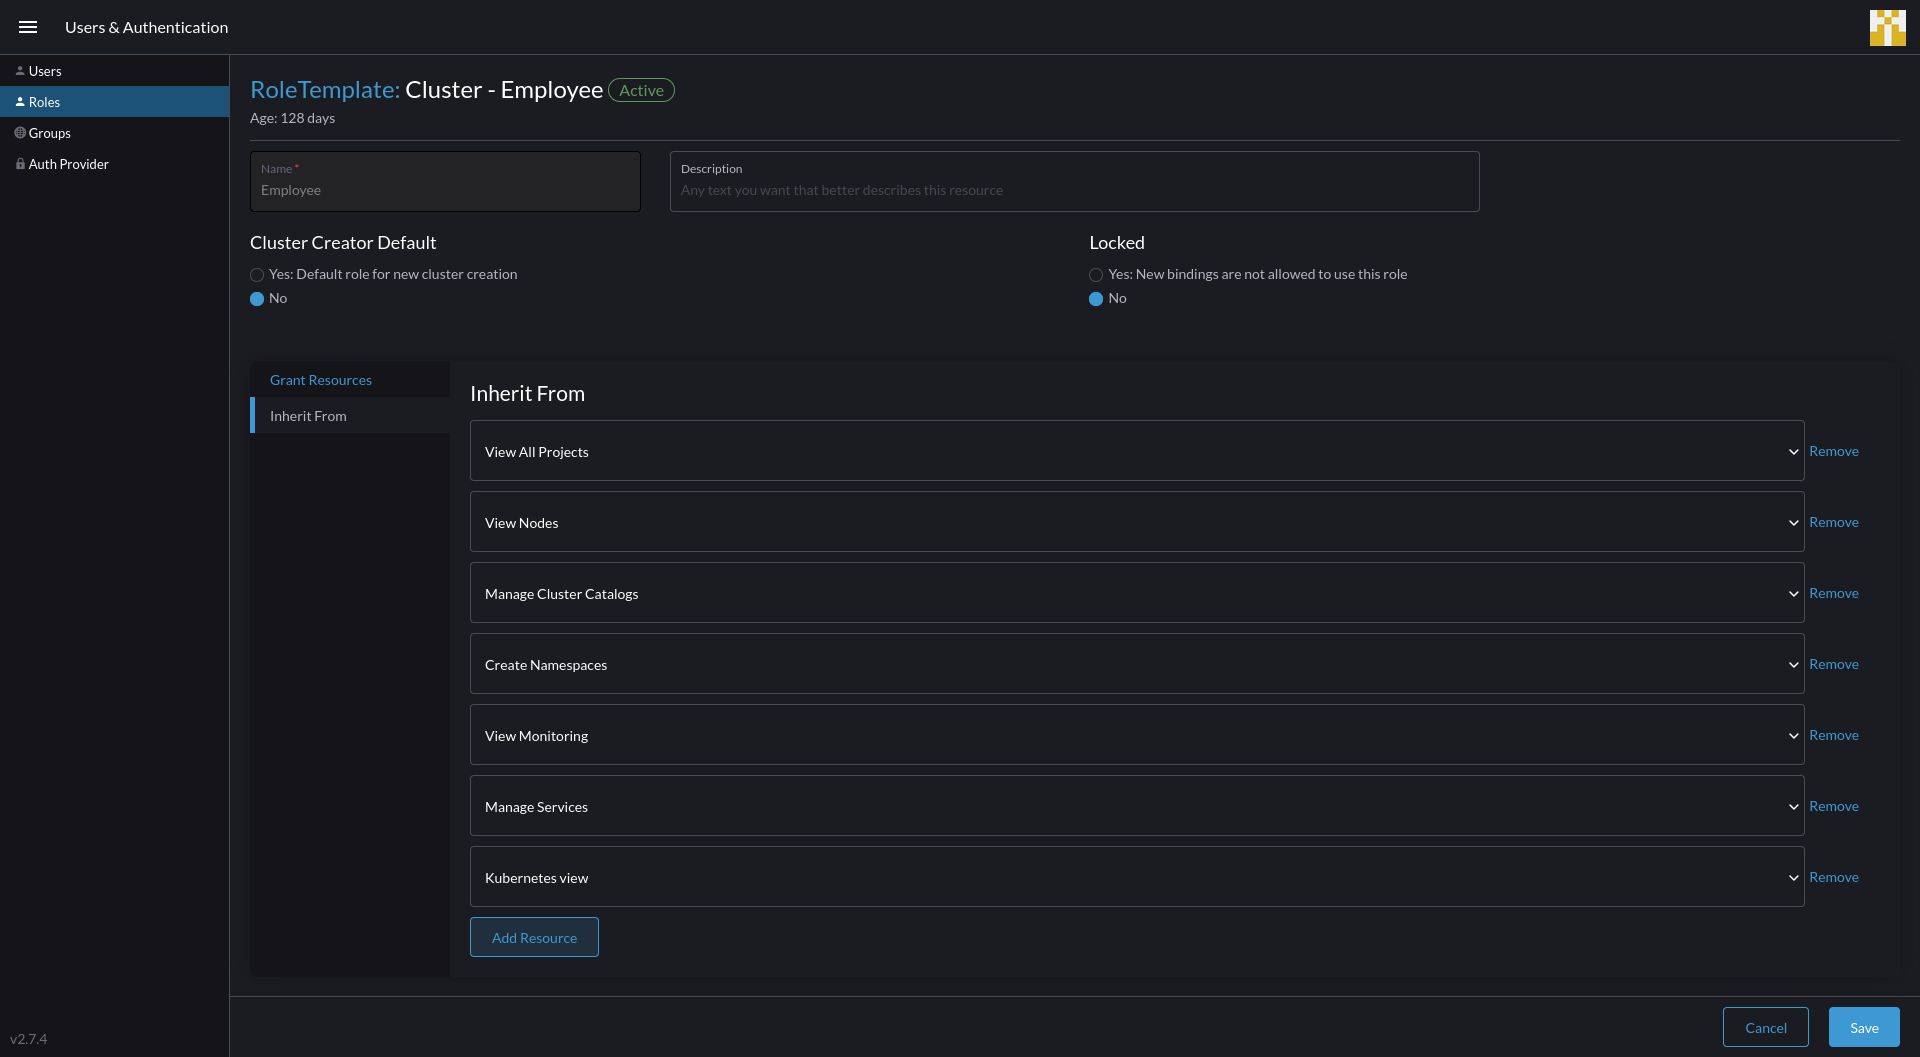 Users & Authentication
Users
Roles
Groups
Auth Provider
RoleTemplate: Cluster - Employee Active
Age: 128 days
Name *
Employee
Description
Any text you want that better describes this resource
Cluster Creator Default
Yes: Default role for new cluster creation
No
Locked
Yes: New bindings are not allowed to use this role
No
Grant Resources
Inherit From
Inherit From
View All Projects Remove
View Nodes Remove
Manage Cluster Catalogs Remove
Create Namespaces Remove
View Monitoring Remove
Manage Services Remove
Kubernetes view Remove
Add Resource
Cancel Save
v2.7.4